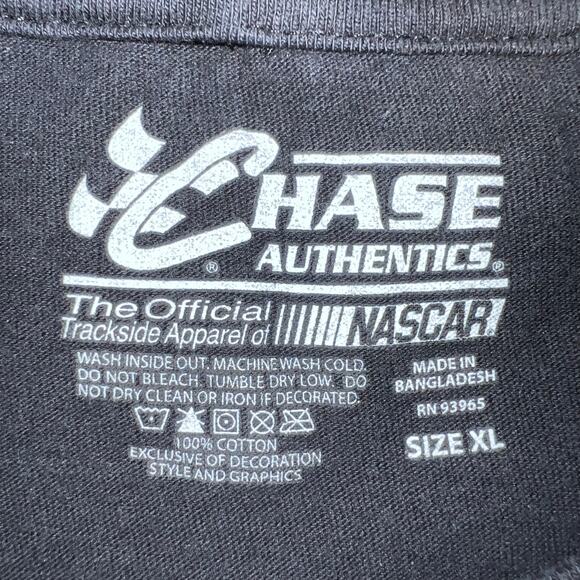 CHASE
AUTHENTICS®
The Official
Trackside Apparel of NASCAR
WASH INSIDE OUT. MACHINE WASH COLD.
DO NOT BLEACH. TUMBLE DRY LOW. DO
NOT DRY CLEAN OR IRON IF DECORATED.
100% COTTON
EXCLUSIVE OF DECORATION
STYLE AND GRAPHICS
MADE IN
BANGLADESH
RN 93965
SIZE XL